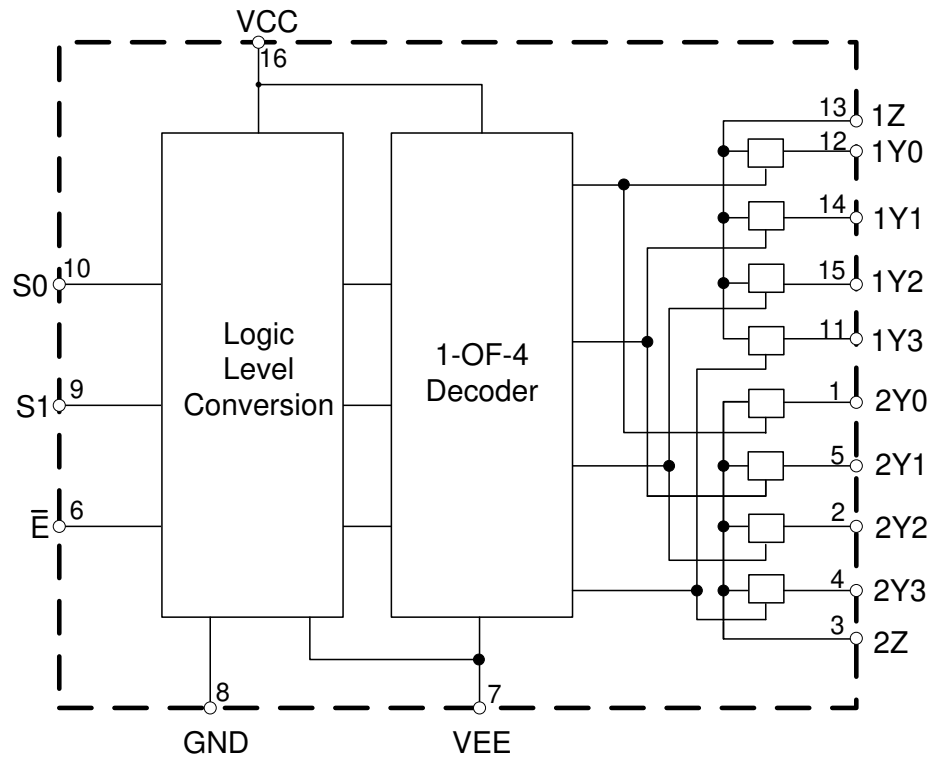 VCC
16
13 1Z
12 1Y0
14 1Y1
10
S0
15 1Y2
Logic
Level
Conversion
1-OF-4
Decoder
11 1Y3
9
S1
1 2Y0
5 2Y1
6
E̅
2 2Y2
4 2Y3
3 2Z
8
7
GND
VEE